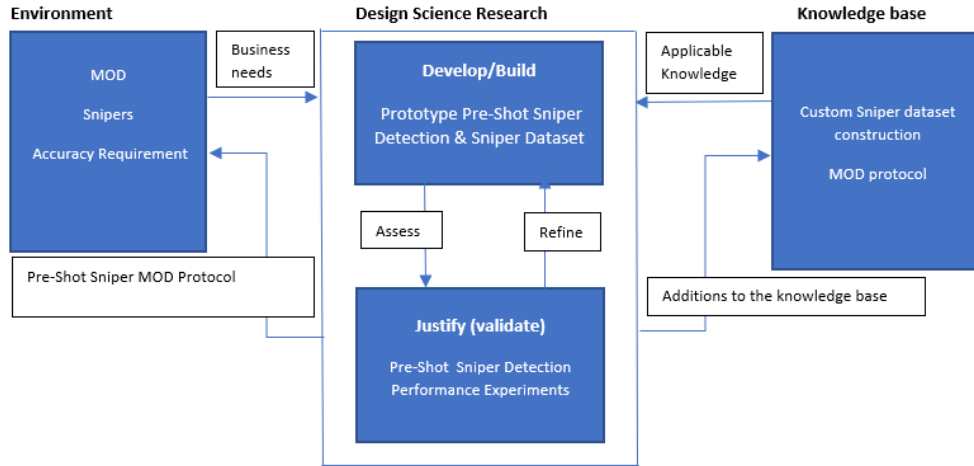 Environment
Design Science Research
Knowledge base
MOD
Snipers
Accuracy Requirement
Business
needs
Develop/Build
Prototype Pre-Shot Sniper
Detection & Sniper Dataset
Applicable
Knowledge
Custom Sniper dataset
construction
MOD protocol
Assess
Refine
Pre-Shot Sniper MOD Protocol
Justify (validate)
Pre-Shot  Sniper Detection
Performance Experiments
Additions to the knowledge base